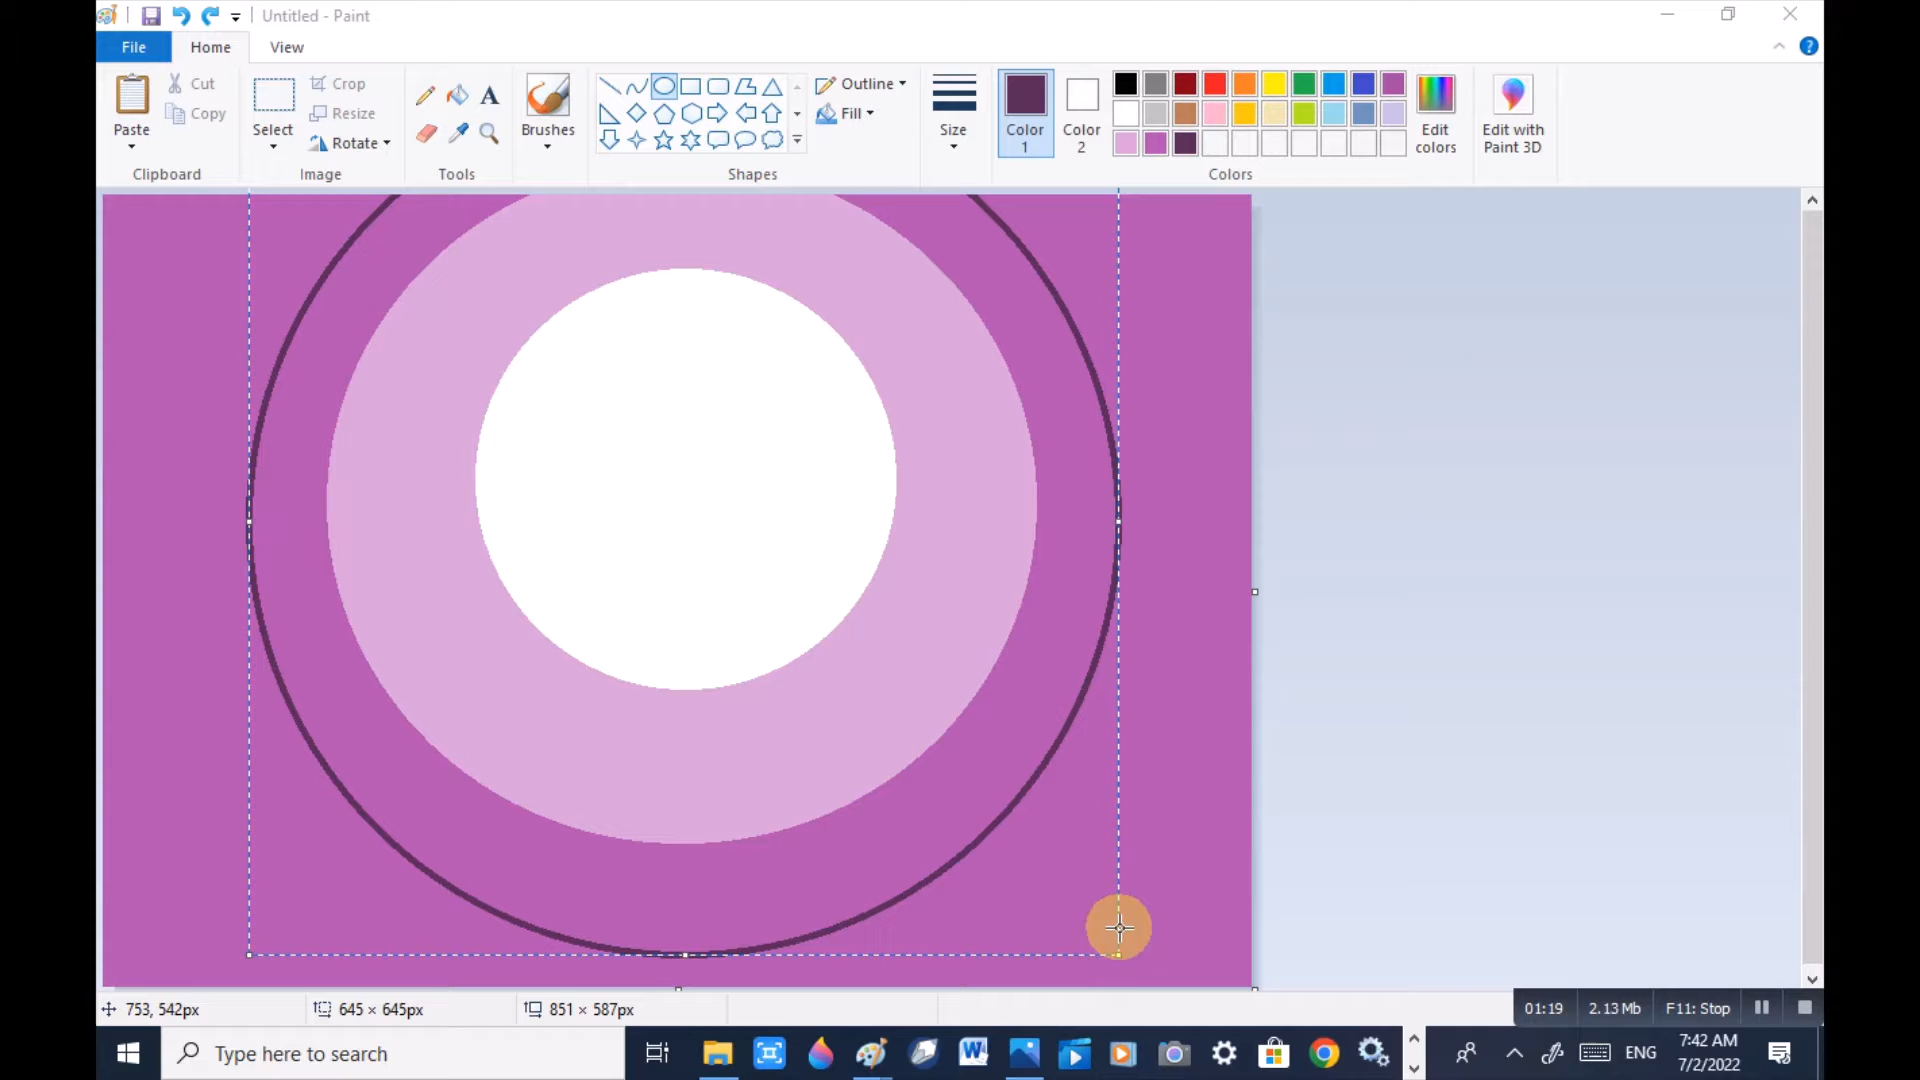 Untitled - Paint
File Home View
Paste
Cut
Copy
Clipboard
Select
Crop
Resize
Rotate
Image
A
Tools
Brushes
Outline
Fill
Shapes
Size
Color
1
Color
2
Edit
colors
Colors
Edit with
Paint 3D
753, 542px 645 × 645px 851 × 587px
01:19 2.13 Mb F11: Stop
Type here to search
W
ENG
7:42 AM
7/2/2022